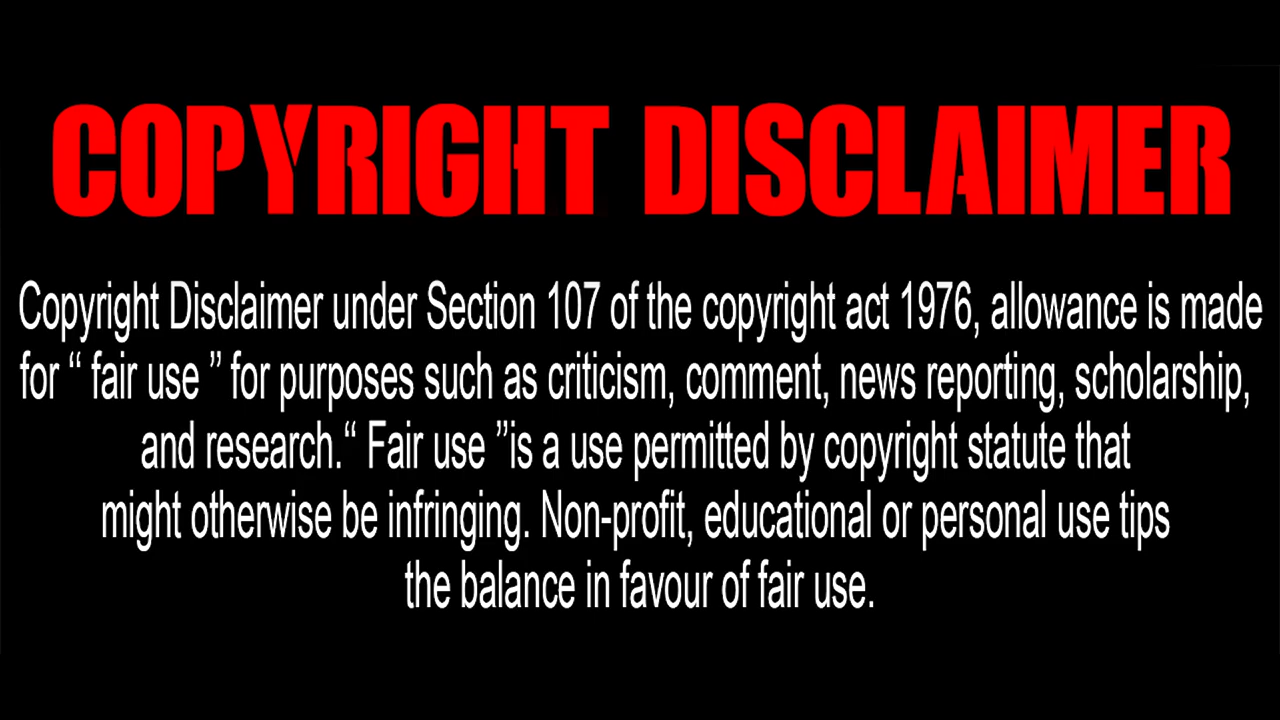 COPYRIGHT DISCLAIMER
Copyright Disclaimer under Section 107 of the copyright act 1976, allowance is made
for “ fair use ” for purposes such as criticism, comment, news reporting, scholarship,
and research.“ Fair use ”is a use permitted by copyright statute that
might otherwise be infringing. Non-profit, educational or personal use tips
the balance in favour of fair use.